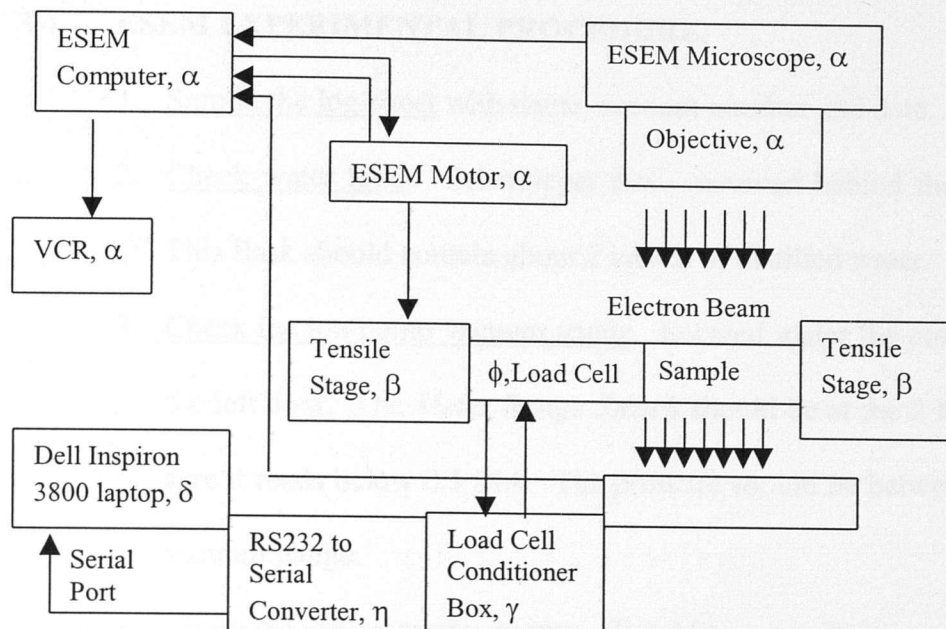 ESEM
Computer, α
ESEM Microscope, α
Objective, α
ESEM Motor, α
VCR, α
Electron Beam
Tensile
Stage, β
ϕ,Load Cell
Sample
Tensile
Stage, β
Dell Inspiron
3800 laptop, δ
Serial
Port
RS232 to
Serial
Converter, η
Load Cell
Conditioner
Box, γ